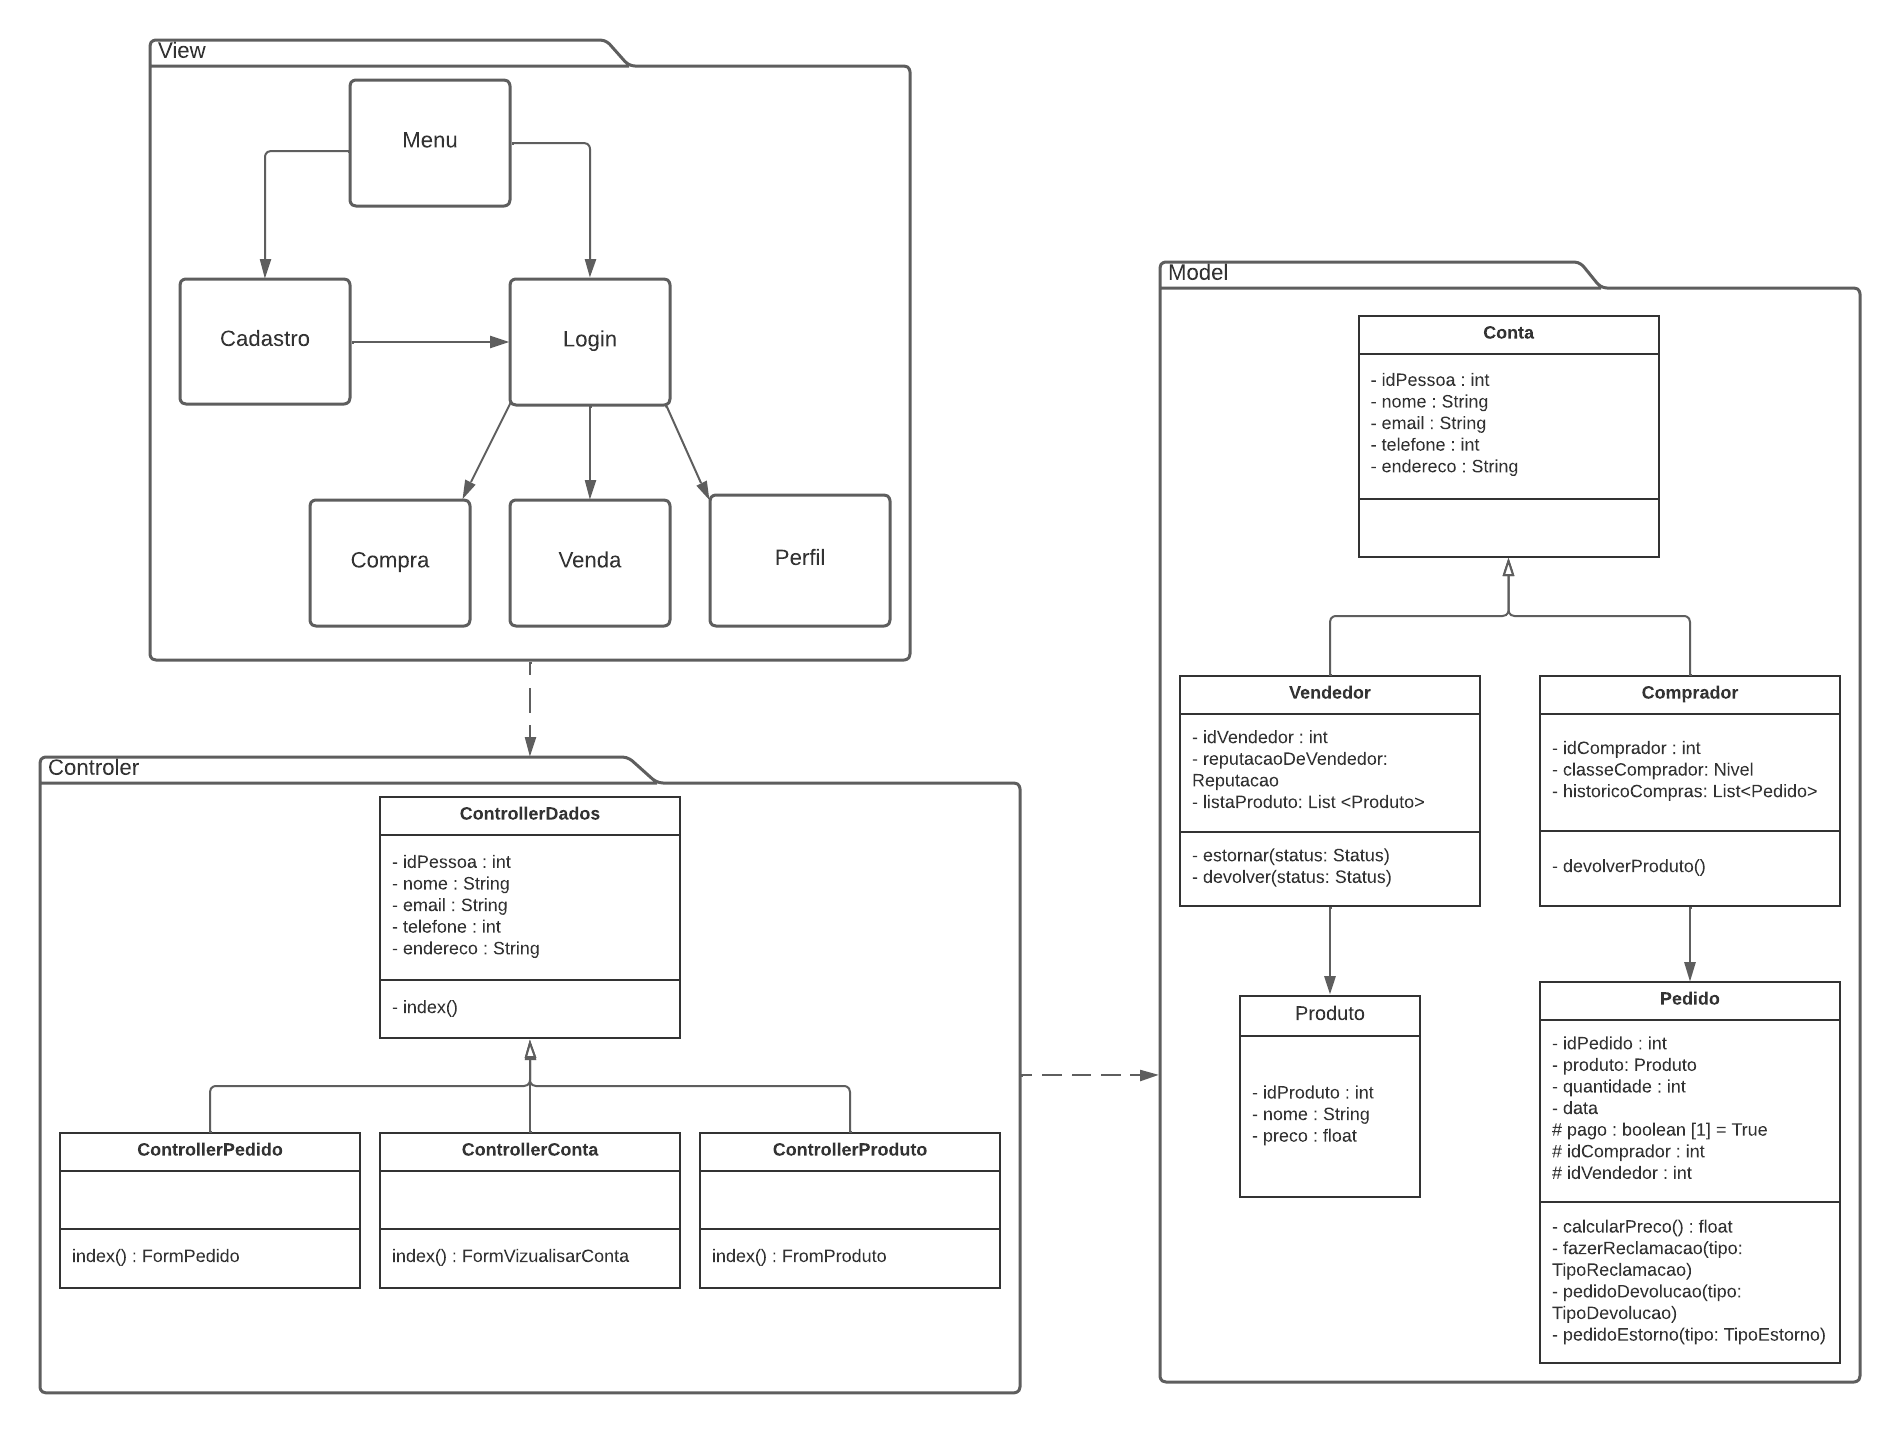 View
Menu
Cadastro
Login
Compra
Venda
Perfil
Controler
ControllerDados
- idPessoa : int
- nome : String
- email : String
- telefone : int
- endereco : String
- index()
ControllerPedido
index() : FormPedido
ControllerConta
index() : FormVizualisarConta
ControllerProduto
index() : FromProduto
Model
Conta
- idPessoa : int
- nome : String
- email : String
- telefone : int
- endereco : String
Vendedor
- idVendedor : int
- reputacaoDeVendedor:
Reputacao
- listaProduto: List <Produto>
- estornar(status: Status)
- devolver(status: Status)
Comprador
- idComprador : int
- classeComprador: Nivel
- historicoCompras: List<Pedido>
- devolverProduto()
Produto
- idProduto : int
- nome : String
- preco : float
Pedido
- idPedido : int
- produto: Produto
- quantidade : int
- data
# pago : boolean [1] = True
# idComprador : int
# idVendedor : int
- calcularPreco() : float
- fazerReclamacao(tipo:
TipoReclamacao)
- pedidoDevolucao(tipo:
TipoDevolucao)
- pedidoEstorno(tipo: TipoEstorno)